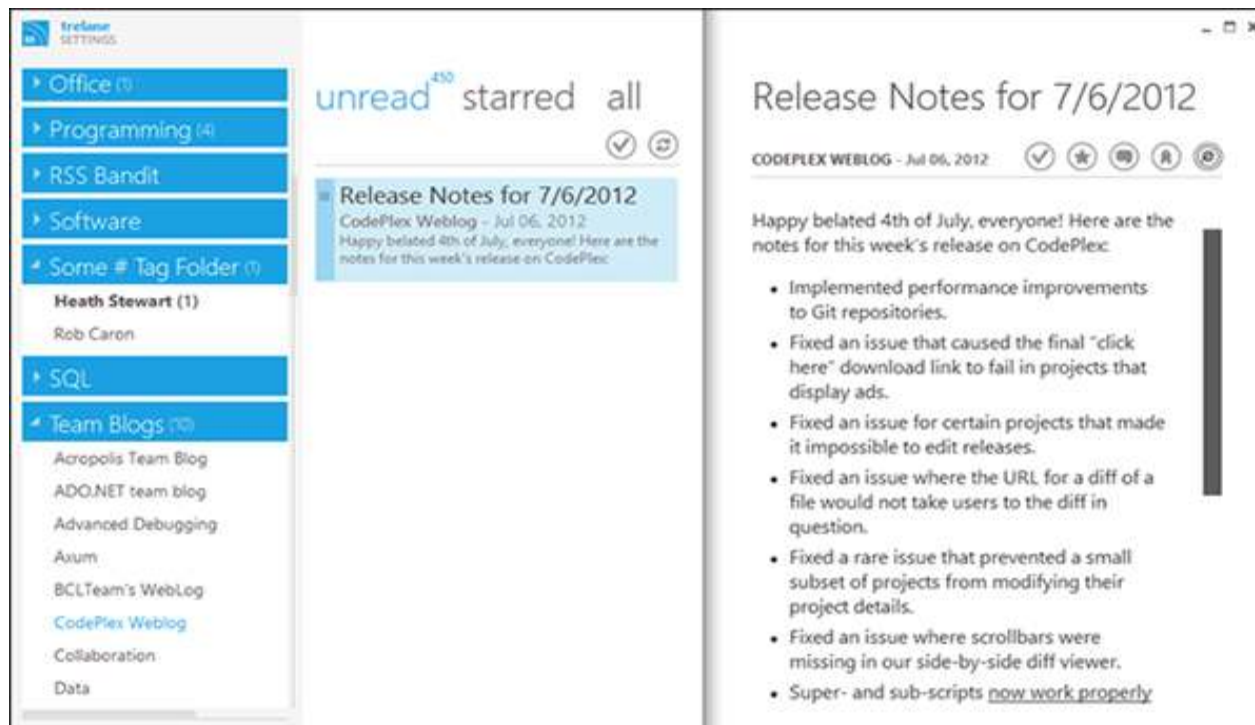 trelane
SETTINGS
Office (1)
Programming (4)
RSS Bandit
Software
Some # Tag Folder (1)
Heath Stewart (1)
Rob Caron
SQL
Team Blogs (10)
Acropolis Team Blog
ADO.NET team blog
Advanced Debugging
Axum
BCLTeam's WebLog
CodePlex Weblog
Collaboration
Data
unread 450 starred all
Release Notes for 7/6/2012
CodePlex Weblog - Jul 06, 2012
Happy belated 4th of July, everyone! Here are the
notes for this week's release on CodePlex:
Release Notes for 7/6/2012
CODEPLEX WEBLOG - Jul 06, 2012
Happy belated 4th of July, everyone! Here are the
notes for this week's release on CodePlex:
• Implemented performance improvements
to Git repositories.
• Fixed an issue that caused the final "click
here" download link to fail in projects that
display ads.
• Fixed an issue for certain projects that made
it impossible to edit releases.
• Fixed an issue where the URL for a diff of a
file would not take users to the diff in
question.
• Fixed a rare issue that prevented a small
subset of projects from modifying their
project details.
• Fixed an issue where scrollbars were
missing in our side-by-side diff viewer.
• Super- and sub-scripts now work properly